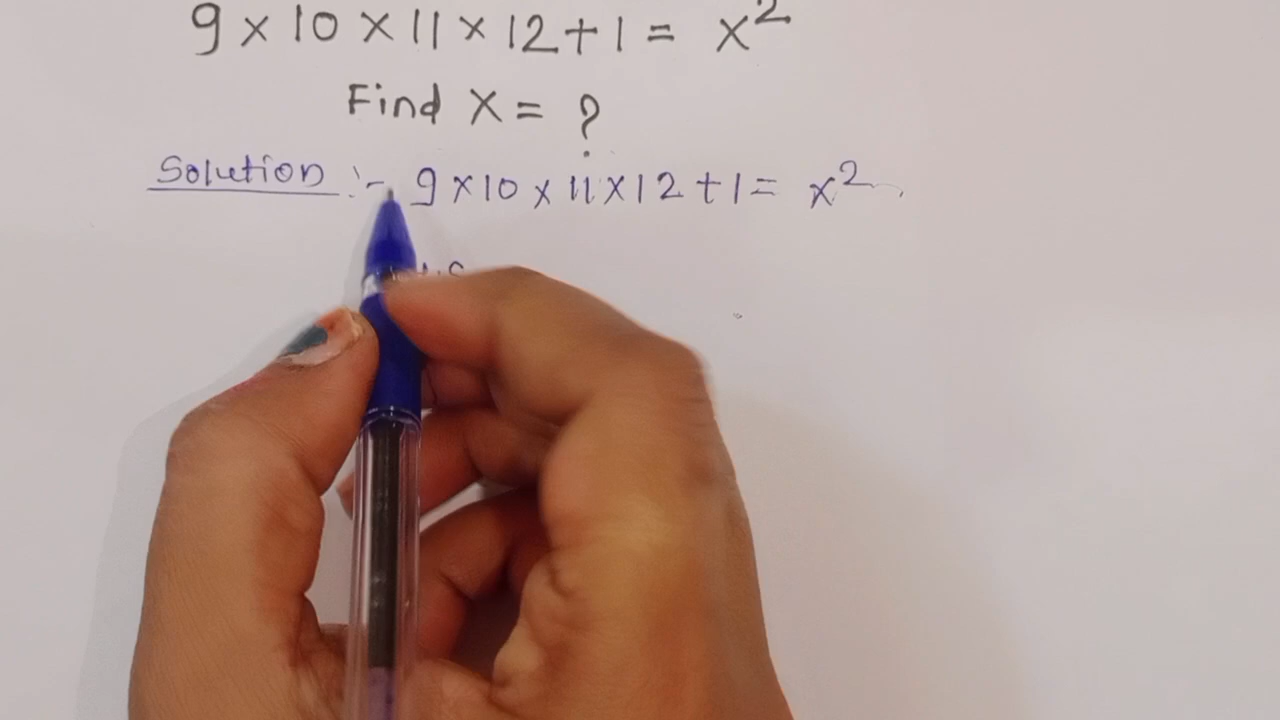 9 × 10 × 11 × 12 + 1 = x²
Find X = ?
Solution :- 9 × 10 × 11 × 12 + 1 = x²